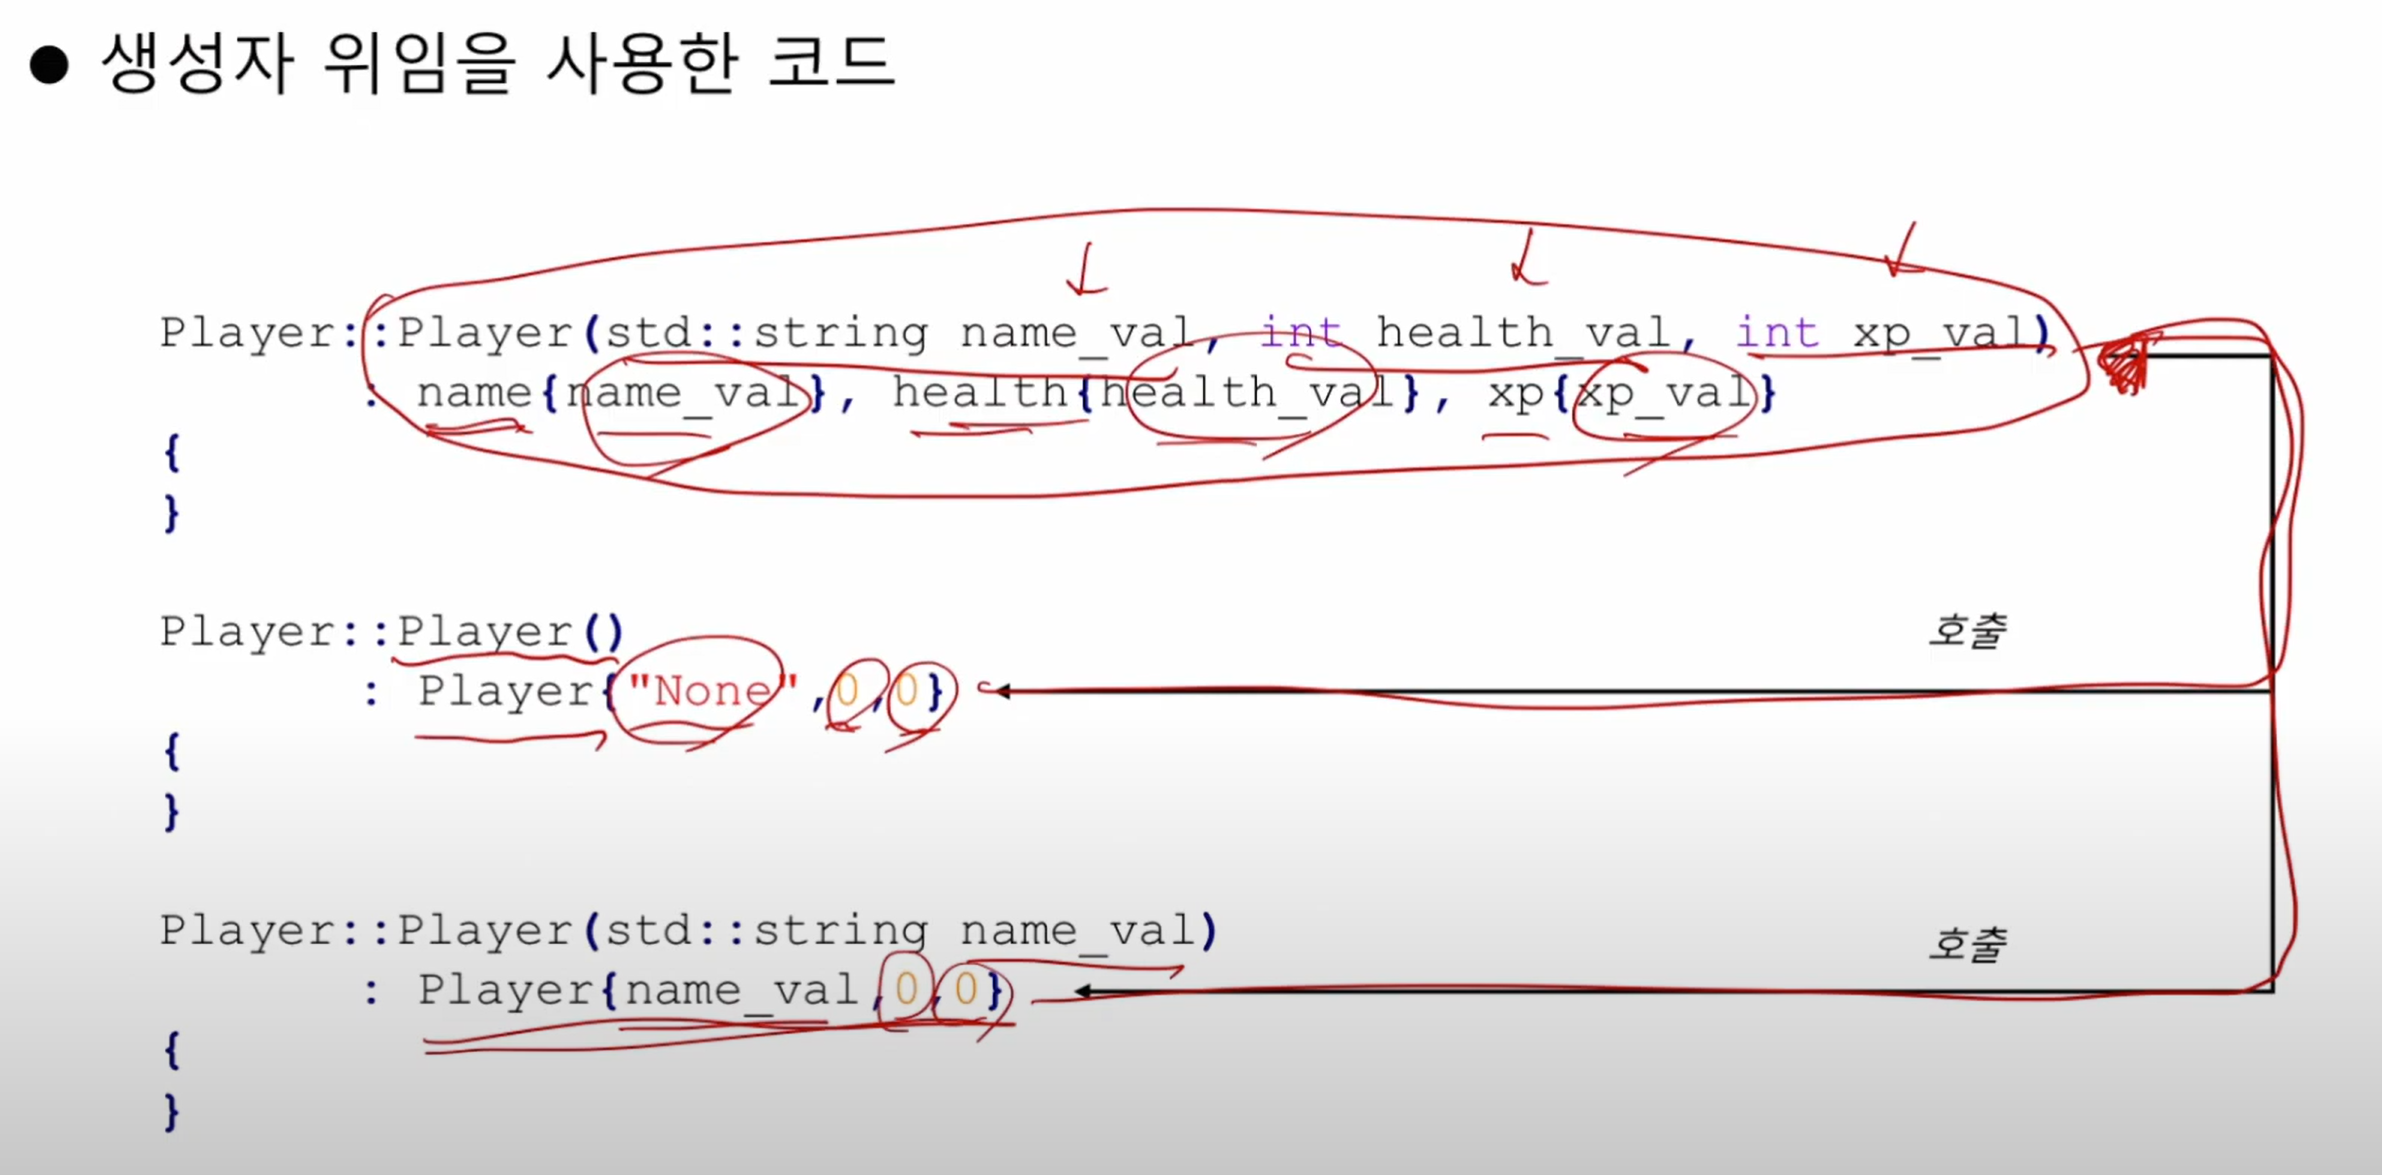 ● 생성자 위임을 사용한 코드
Player::Player(std::string name_val, int health_val, int xp_val)
: name{name_val}, health{health_val}, xp{xp_val}
{
}
Player::Player()
: Player{"None",0,0}
호출
{
}
Player::Player(std::string name_val)
: Player{name_val,0,0}
호출
{
}